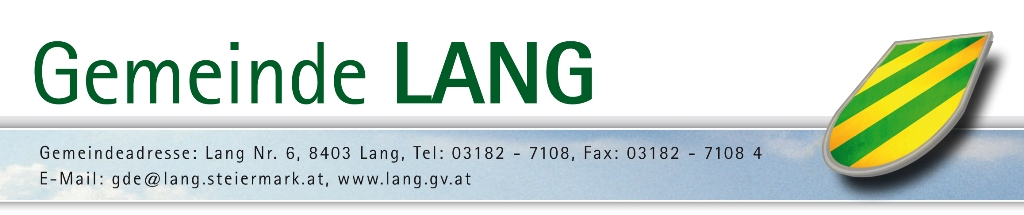 Gemeinde LANG
Gemeindeadresse: Lang Nr. 6, 8403 Lang, Tel: 03182 - 7108, Fax: 03182 - 7108 4
E-Mail: gde@lang.steiermark.at, www.lang.gv.at